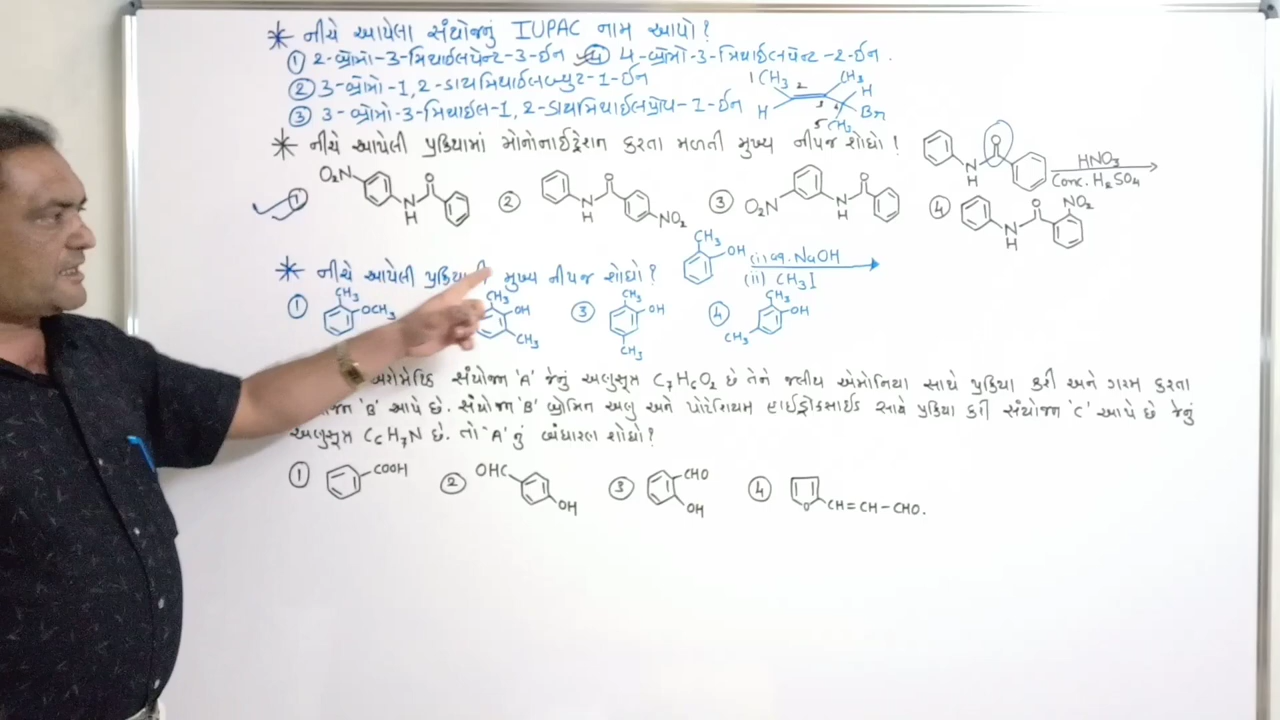 * નીચે આપેલા સંયોજનું IUPAC નામ આપો?
① 2-બ્રોમો-3-મિથાઈલપેન્ટ-3-ઈન ④ 4-બ્રોમો-3-મિથાઈલપેન્ટ-2-ઈન.
② 3-બ્રોમો-1,2-ડાયમિથાઈલબ્યુટ-1-ઈન
③ 3-બ્રોમો-3-મિથાઈલ-1,2-ડાયમિથાઈલપ્રોપ-1-ઈન
1 CH3 2 CH3 H
H 3 4 Br
5 CH3
* નીચે આપેલી પ્રક્રિયામાં મોનોનાઈટ્રેશન કરતા મળતી મુખ્ય નીપજ શોધો!
O N H HNO3
Conc. H2SO4
① O2N N H O ② N H O NO2 ③ O2N N H O ④ N H O NO2
* નીચે આપેલી મુખ્ય નીપજ શોધો?
CH3 OH (i) aq. NaOH
(ii) CH3I
① CH3 OCH3 CH3 OH CH3 ③ CH3 OH CH3 ④ CH3 OH CH3
સંયોજન 'A' જેનું અણુસૂત્ર C7H6O2 છે તેને જલીય એમોનિયા સાથે પ્રક્રિયા કરી અને ગરમ કરતા
'B' આપે છે. સંયોજન 'B' બ્રોમિન અણુ અને પોટેશિયમ હાઈડ્રોક્સાઈડ સાથે પ્રક્રિયા કરી સંયોજન 'C' આપે છે જેનું
અણુસૂત્ર C6H7N છે. તો 'A' નું બંધારણ શોધો?
① COOH ② OHC OH ③ CHO OH ④ O CH=CH-CHO.